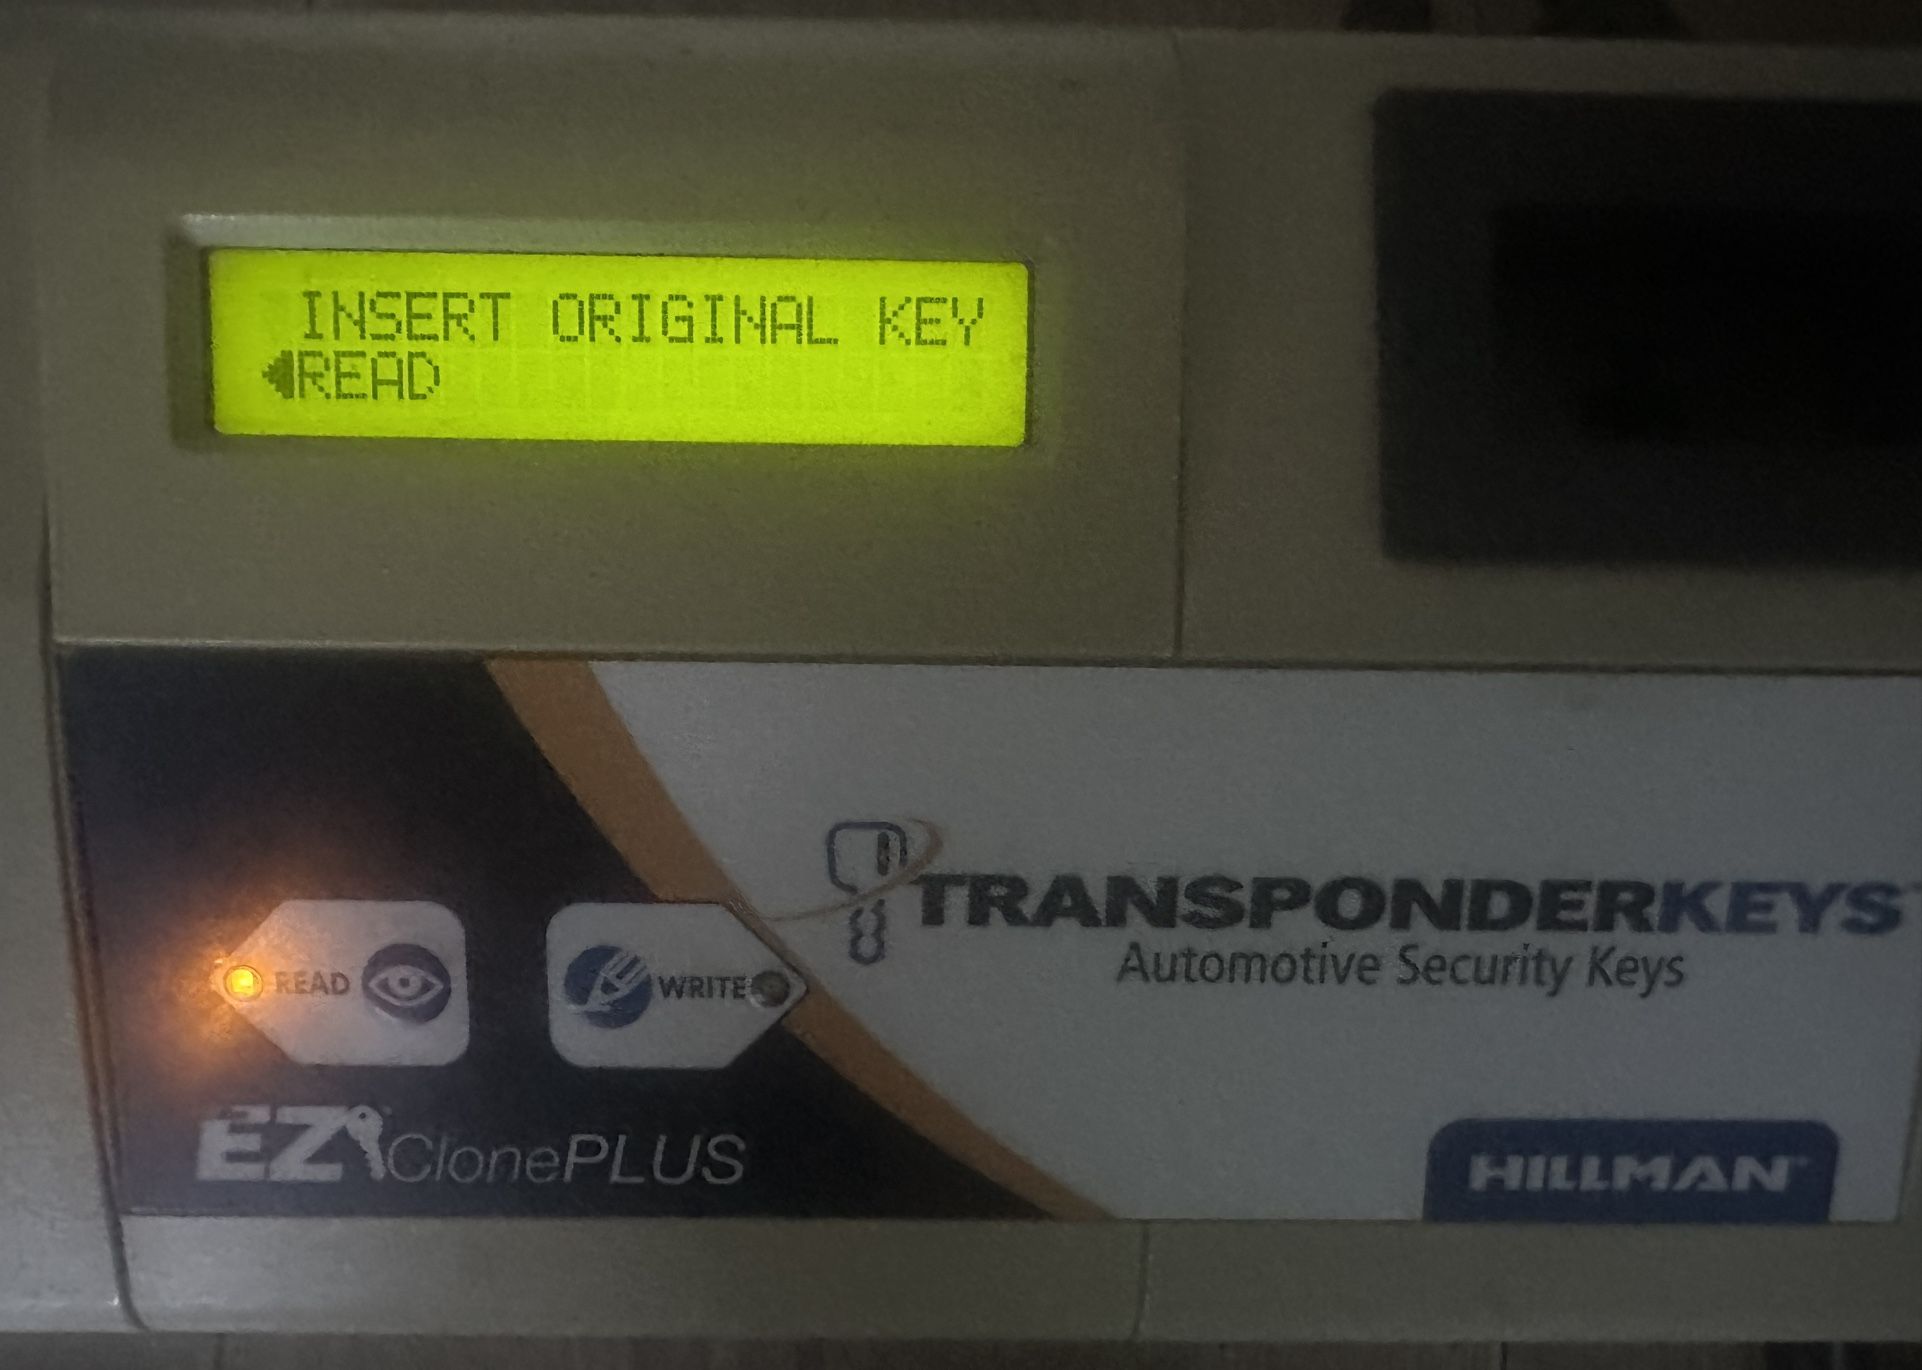 INSERT ORIGINAL KEY
READ
TRANSPONDERKEYS
Automotive Security Keys
READ
WRITE
EZ ClonePLUS
HILLMAN